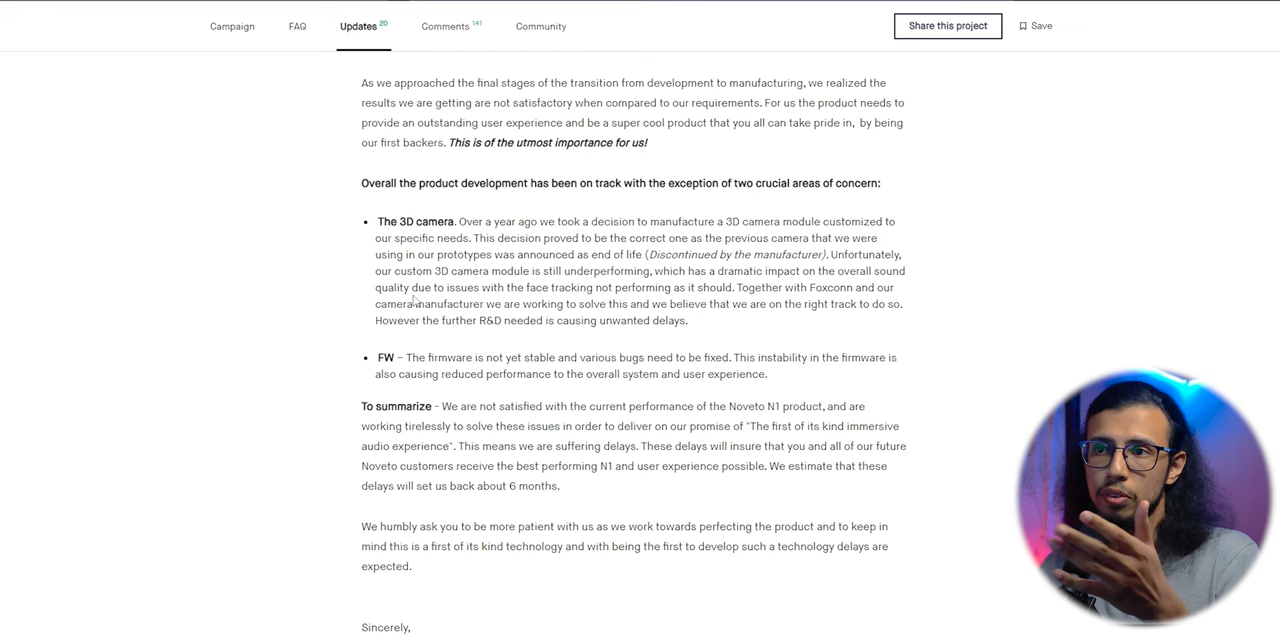 Campaign FAQ Updates 20 Comments 141 Community Share this project Save
As we approached the final stages of the transition from development to manufacturing, we realized the
results we are getting are not satisfactory when compared to our requirements. For us the product needs to
provide an outstanding user experience and be a super cool product that you all can take pride in, by being
our first backers. This is of the utmost importance for us!
Overall the product development has been on track with the exception of two crucial areas of concern:
• The 3D camera. Over a year ago we took a decision to manufacture a 3D camera module customized to
our specific needs. This decision proved to be the correct one as the previous camera that we were
using in our prototypes was announced as end of life (Discontinued by the manufacturer). Unfortunately,
our custom 3D camera module is still underperforming, which has a dramatic impact on the overall sound
quality due to issues with the face tracking not performing as it should. Together with Foxconn and our
camera manufacturer we are working to solve this and we believe that we are on the right track to do so.
However the further R&D needed is causing unwanted delays.
• FW – The firmware is not yet stable and various bugs need to be fixed. This instability in the firmware is
also causing reduced performance to the overall system and user experience.
To summarize - We are not satisfied with the current performance of the Noveto N1 product, and are
working tirelessly to solve these issues in order to deliver on our promise of "The first of its kind immersive
audio experience". This means we are suffering delays. These delays will insure that you and all of our future
Noveto customers receive the best performing N1 and user experience possible. We estimate that these
delays will set us back about 6 months.
We humbly ask you to be more patient with us as we work towards perfecting the product and to keep in
mind this is a first of its kind technology and with being the first to develop such a technology delays are
expected.
Sincerely,